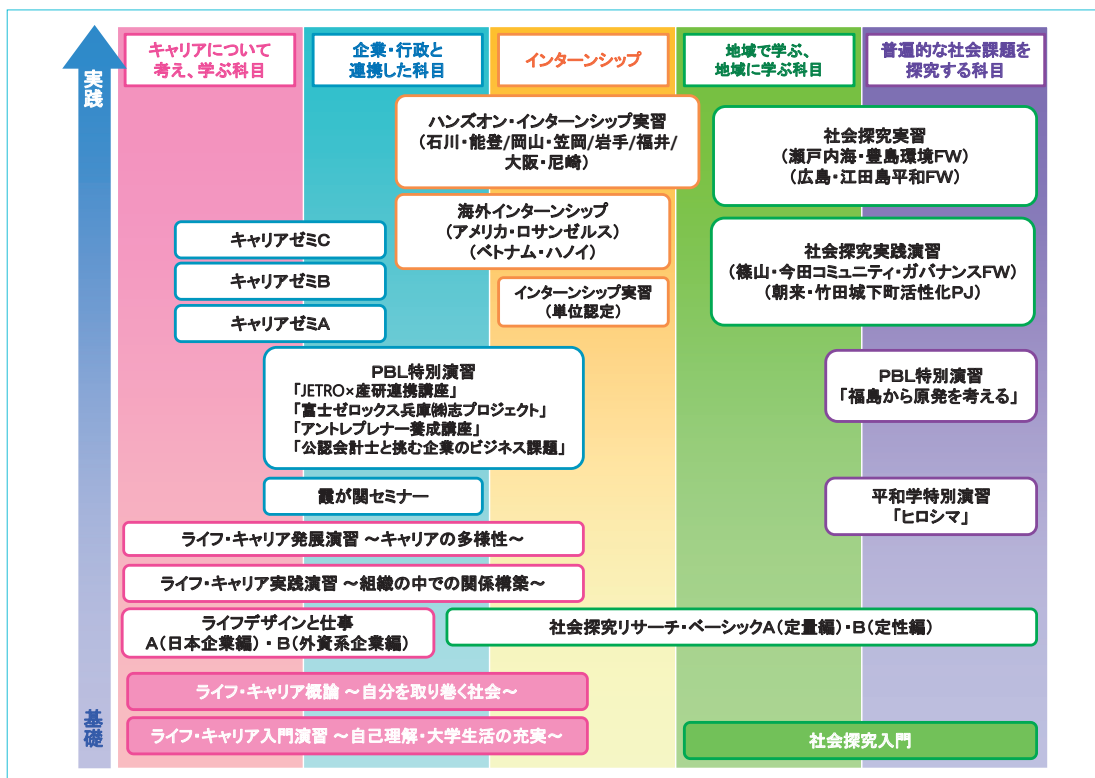 実践
キャリアについて
考え、学ぶ科目
企業・行政と
連携した科目
インターンシップ
地域で学ぶ、
地域に学ぶ科目
普遍的な社会課題を
探究する科目
ハンズオン・インターンシップ実習
（石川・能登/岡山・笠岡/岩手/福井/
大阪・尼崎）
社会探究実習
（瀬戸内海・豊島環境FW）
（広島・江田島平和FW）
海外インターンシップ
（アメリカ・ロサンゼルス）
（ベトナム・ハノイ）
キャリアゼミC
キャリアゼミB
キャリアゼミA
社会探究実践演習
（篠山・今田コミュニティ・ガバナンスFW）
（朝来・竹田城下町活性化PJ）
インターンシップ実習
（単位認定）
PBL特別演習
「JETRO×産研連携講座」
「富士ゼロックス兵庫㈱志プロジェクト」
「アントレプレナー養成講座」
「公認会計士と挑む企業のビジネス課題」
PBL特別演習
「福島から原発を考える」
霞が関セミナー
平和学特別演習
「ヒロシマ」
ライフ・キャリア発展演習 ～キャリアの多様性～
ライフ・キャリア実践演習 ～組織の中での関係構築～
ライフデザインと仕事
A（日本企業編）・B（外資系企業編）
社会探究リサーチ・ベーシックA（定量編）・B（定性編）
ライフ・キャリア概論 ～自分を取り巻く社会～
ライフ・キャリア入門演習 ～自己理解・大学生活の充実～
社会探究入門
基礎